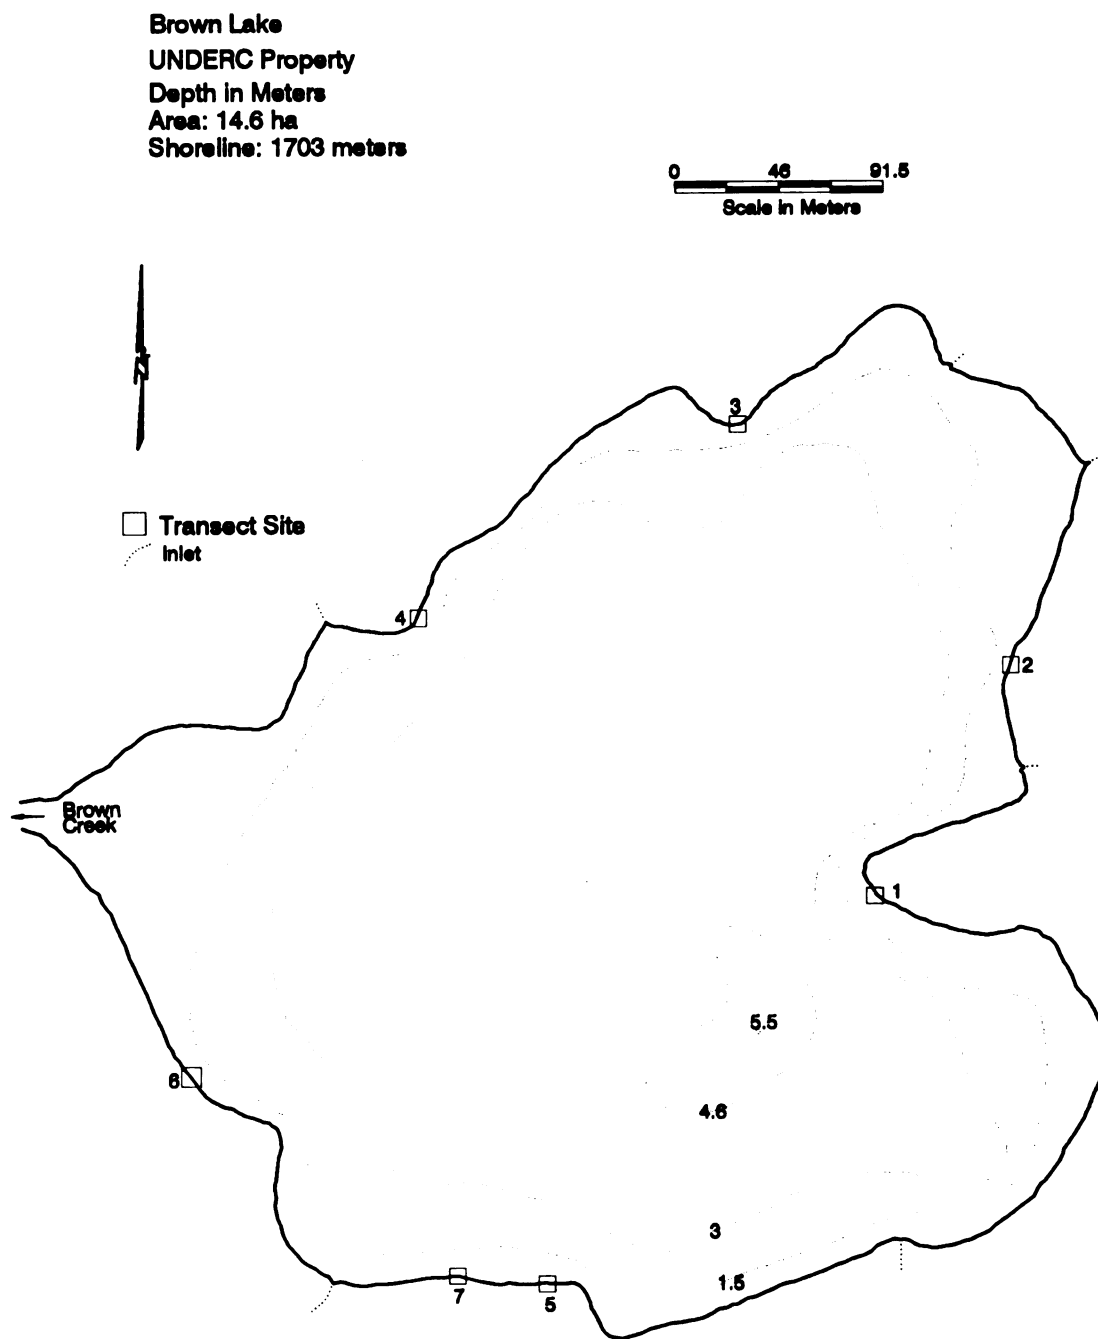 Brown Lake
UNDERC Property
Depth in Meters
Area: 14.6 ha
Shoreline: 1703 meters
0 46 91.5
Scale in Meters
N
3
Transect Site
Inlet
4
2
Brown
Creek
1
5.5
6
4.6
3
1.5
7
5